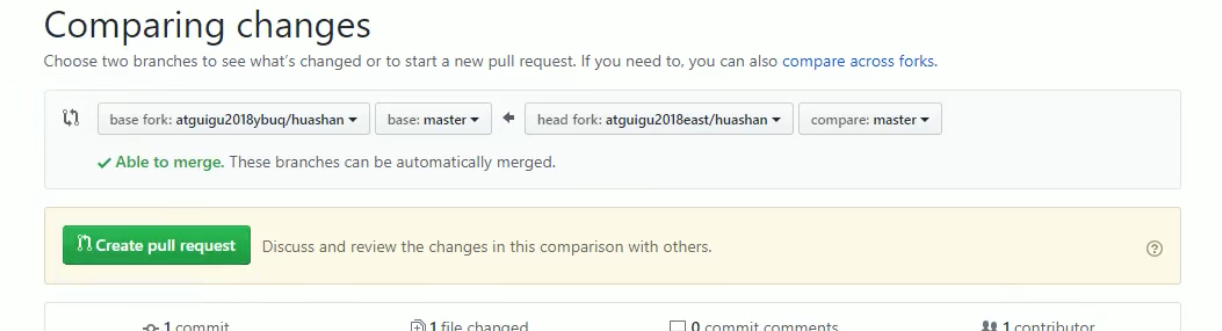 Comparing changes
Choose two branches to see what's changed or to start a new pull request. If you need to, you can also compare across forks.
base fork: atguigu2018ybuq/huashan base: master head fork: atguigu2018east/huashan compare: master
Able to merge. These branches can be automatically merged.
Create pull request Discuss and review the changes in this comparison with others.
1 commit 1 file changed 0 commit comments 1 contributor